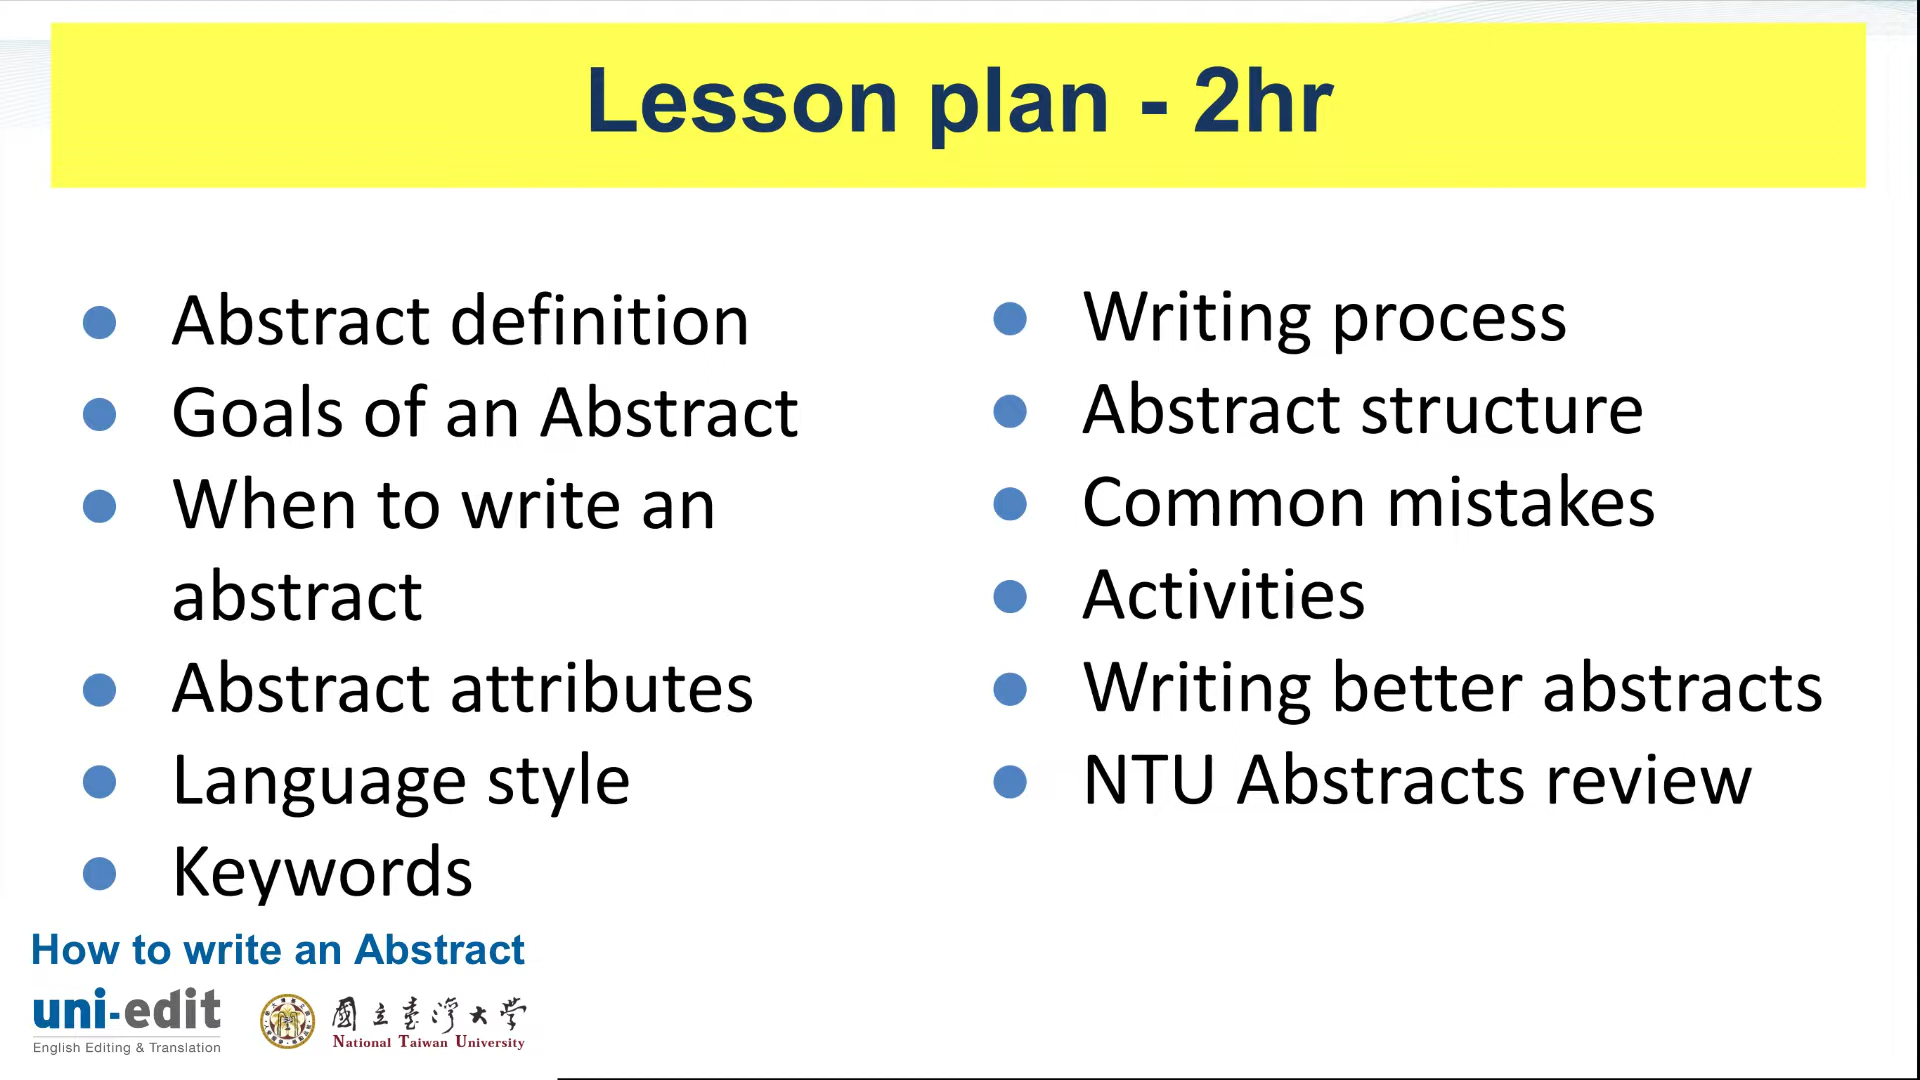 Lesson plan - 2hr
Abstract definition
Goals of an Abstract
When to write an
abstract
Abstract attributes
Language style
Keywords
Writing process
Abstract structure
Common mistakes
Activities
Writing better abstracts
NTU Abstracts review
How to write an Abstract
uni-edit
English Editing & Translation
國立臺灣大學
National Taiwan University